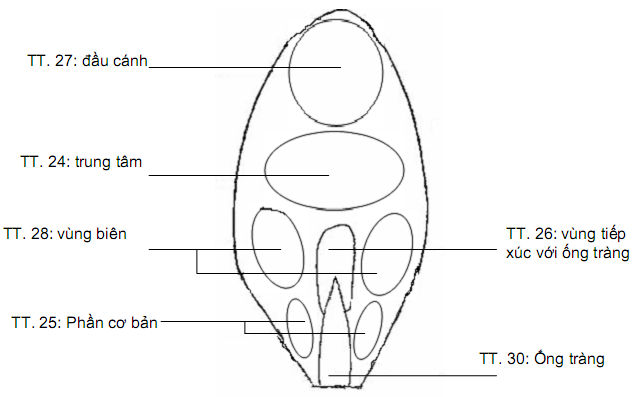 TT. 27: đầu cánh
TT. 24: trung tâm
TT. 28: vùng biên
TT. 26: vùng tiếp
xúc với ống tràng
TT. 25: Phần cơ bản
TT. 30: Ống tràng